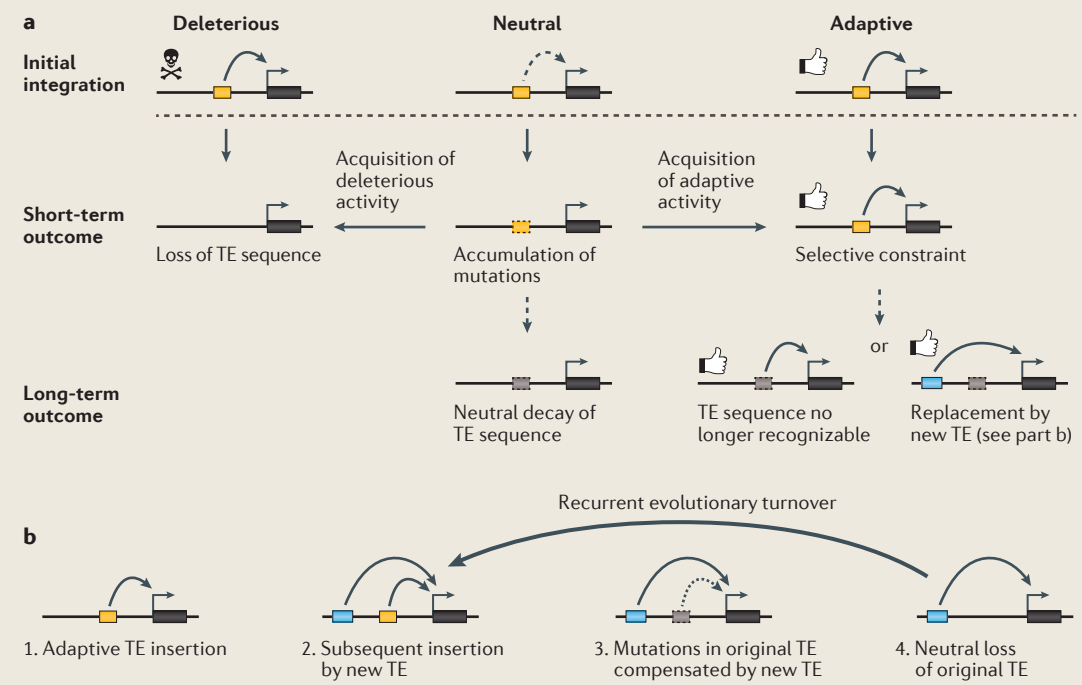 a
Deleterious
Neutral
Adaptive
Initial
integration
Acquisition of
deleterious
activity
Acquisition
of adaptive
activity
Short-term
outcome
Loss of TE sequence
Accumulation of
mutations
Selective constraint
or
Long-term
outcome
Neutral decay of
TE sequence
TE sequence no
longer recognizable
Replacement by
new TE (see part b)
Recurrent evolutionary turnover
b
1. Adaptive TE insertion
2. Subsequent insertion
by new TE
3. Mutations in original TE
compensated by new TE
4. Neutral loss
of original TE